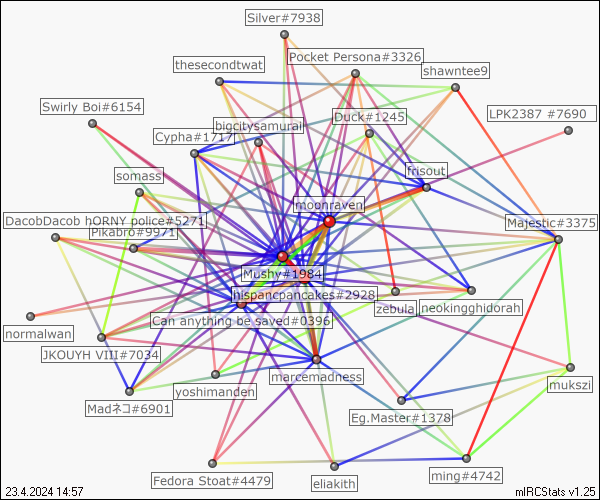 Silver#7938
Pocket Persona#3326
thesecondtwat
shawntee9
Swirly Boi#6154
LPK2387 #7690
Duck#1245
bigcitysamurai
Cypha#1717
frisout
somass
moonraven
DacobDacob hORNY police#5271
Majestic#3375
Pikabro#9971
Mushy#1984
hispancpancakes#2928
zebula
neokingghidorah
Can anything be saved#0396
normalwan
JKOUYH VIII#7034
marcemadness
yoshimanden
mukszi
Madネコ#6901
Eg.Master#1378
Fedora Stoat#4479
eliakith
ming#4742
23.4.2024 14:57
mIRCStats v1.25